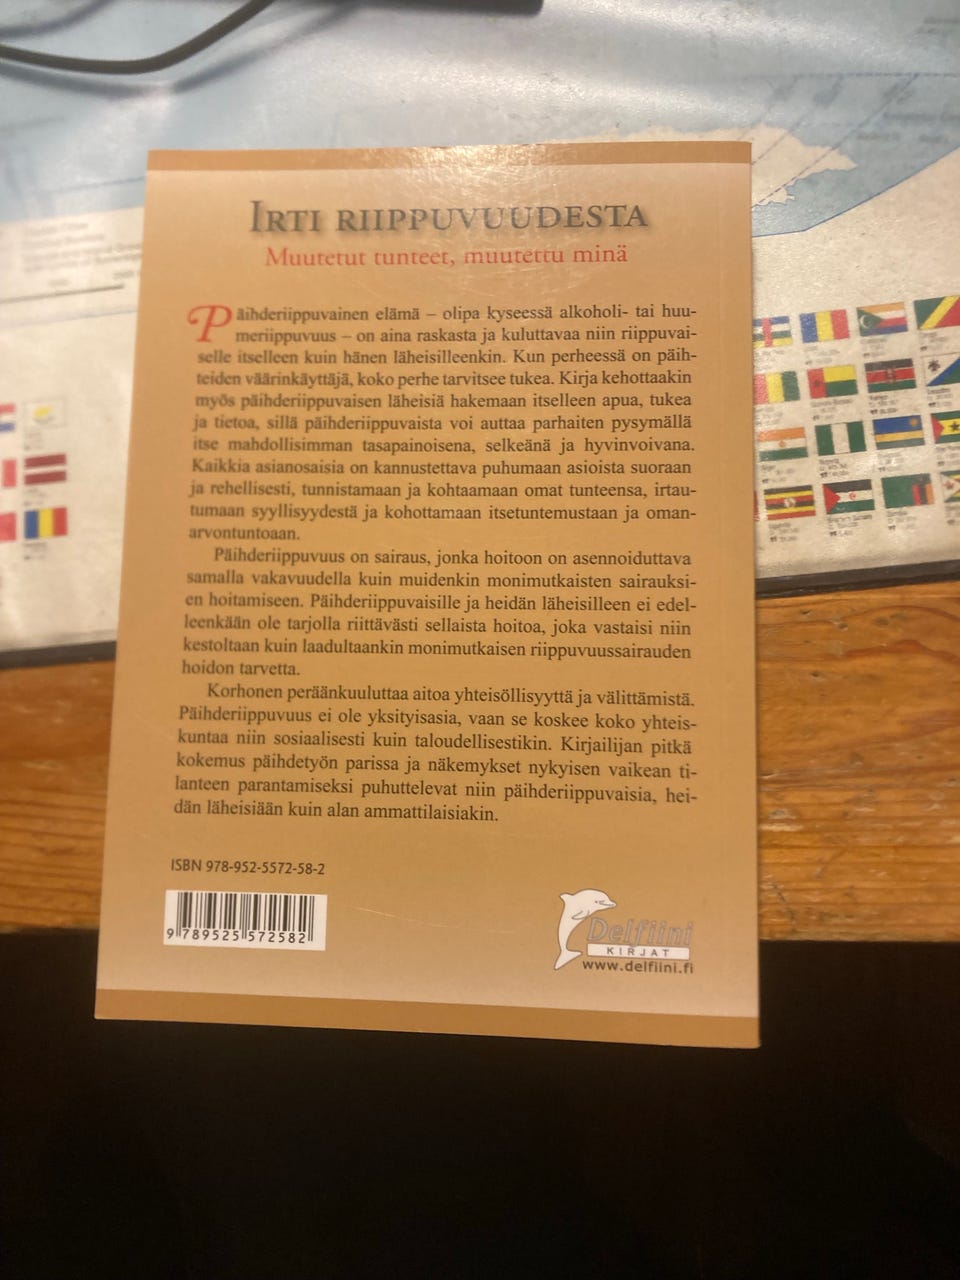 IRTI RIIPPUVUUDESTA
Muutetut tunteet, muutettu minä
Päihderiippuvainen elämä – olipa kyseessä alkoholi- tai huu-
meriippuvuus – on aina raskasta ja kuluttavaa niin riippuvai-
selle itselleen kuin hänen läheisilleenkin. Kun perheessä on päih-
teiden väärinkäyttäjä, koko perhe tarvitsee tukea. Kirja kehottaakin
myös päihderiippuvaisen läheisiä hakemaan itselleen apua, tukea
ja tietoa, sillä päihderiippuvaista voi auttaa parhaiten pysymällä
itse mahdollisimman tasapainoisena, selkeänä ja hyvinvoivana.
Kaikkia asianosaisia on kannustettava puhumaan asioista suoraan
ja rehellisesti, tunnistamaan ja kohtaamaan omat tunteensa, irtau-
tumaan syyllisyydestä ja kohottamaan itsetuntemustaan ja oman-
arvontuntoaan.
Päihderiippuvuus on sairaus, jonka hoitoon on asennoiduttava
samalla vakavuudella kuin muidenkin monimutkaisten sairauksi-
en hoitamiseen. Päihderiippuvaisille ja heidän läheisilleen ei edel-
leenkään ole tarjolla riittävästi sellaista hoitoa, joka vastaisi niin
kestoltaan kuin laadultaankin monimutkaisen riippuvuussairauden
hoidon tarvetta.
Korhonen peräänkuuluttaa aitoa yhteisöllisyyttä ja välittämistä.
Päihderiippuvuus ei ole yksityisasia, vaan se koskee koko yhteis-
kuntaa niin sosiaalisesti kuin taloudellisestikin. Kirjailijan pitkä
kokemus päihdetyön parissa ja näkemykset nykyisen vaikean ti-
lanteen parantamiseksi puhuttelevat niin päihderiippuvaisia, hei-
dän läheisiään kuin alan ammattilaisiakin.
ISBN 978-952-5572-58-2
9 789525 572582
Delfiini
KIRJAT
www.delfiini.fi